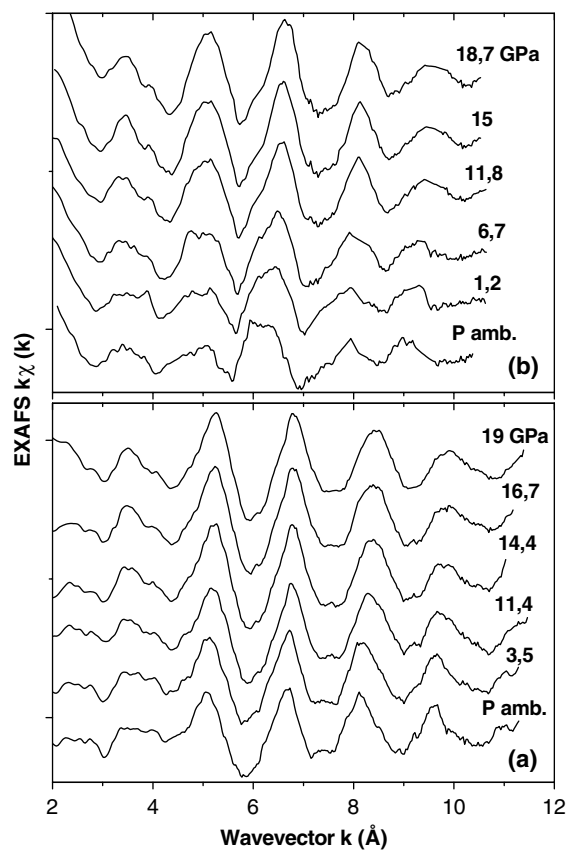 18,7 GPa
15
11,8
6,7
1,2
P amb.
(b)
EXAFS kχ (k)
19 GPa
16,7
14,4
11,4
3,5
P amb.
(a)
2 4 6 8 10 12
Wavevector k (Å)